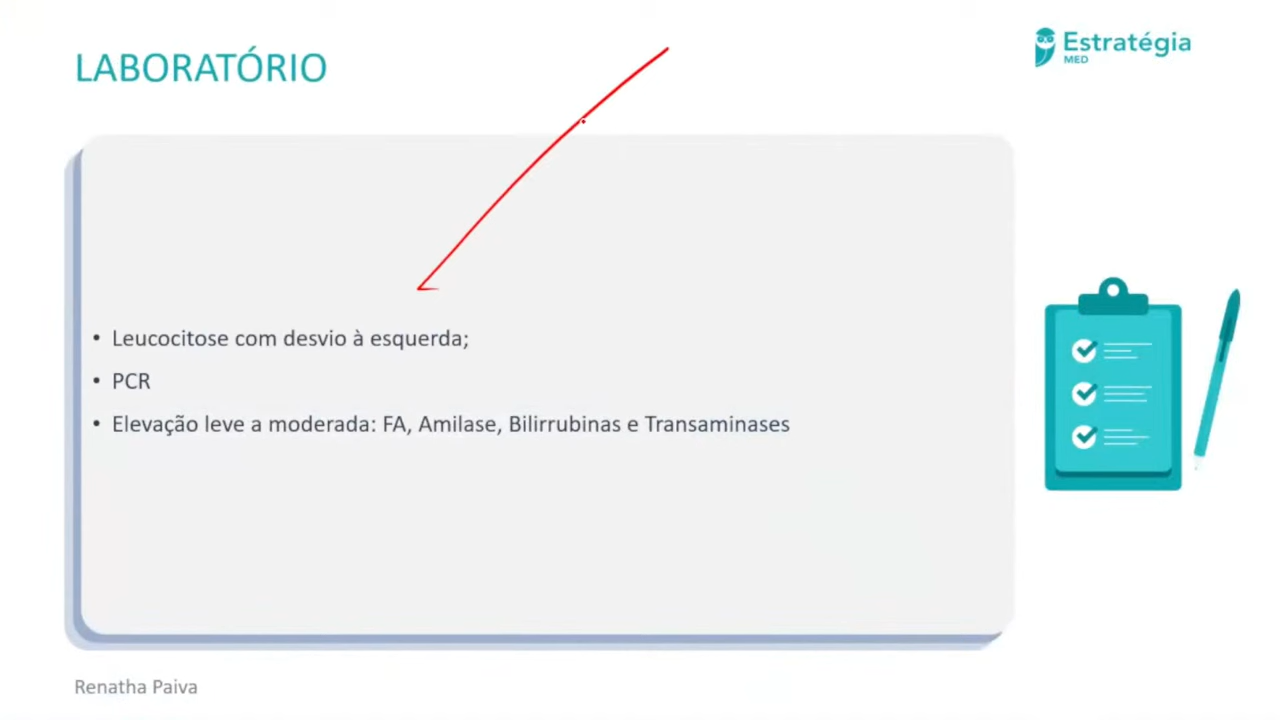 LABORATÓRIO
Estratégia
MED
• Leucocitose com desvio à esquerda;
• PCR
• Elevação leve a moderada: FA, Amilase, Bilirrubinas e Transaminases
Renatha Paiva